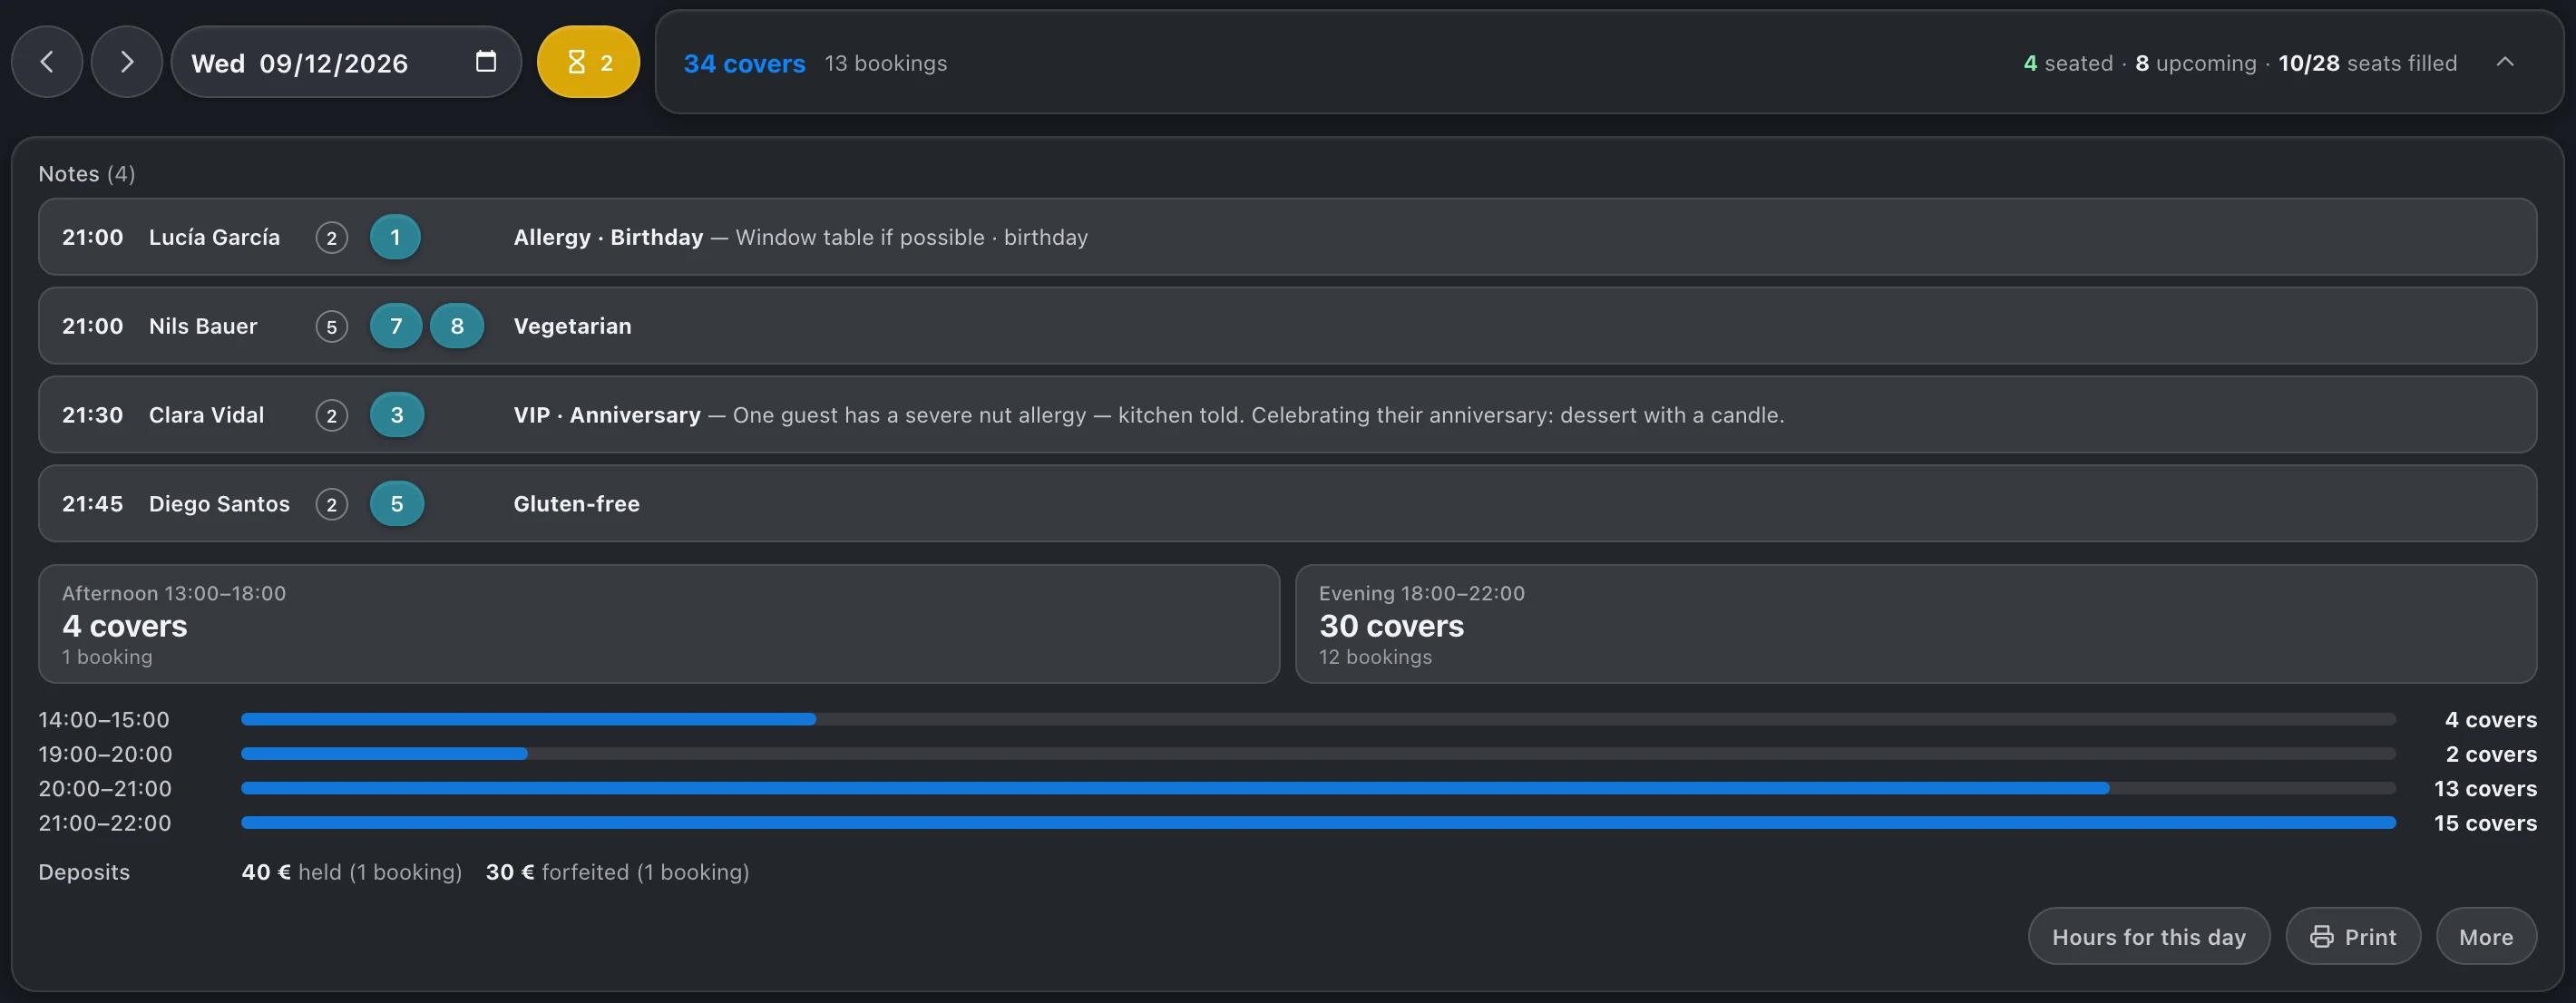 Wed 09/12/2026
2
34 covers 13 bookings
4 seated · 8 upcoming · 10/28 seats filled
Notes (4)
21:00 Lucía García 2 1 Allergy · Birthday — Window table if possible · birthday
21:00 Nils Bauer 5 7 8 Vegetarian
21:30 Clara Vidal 2 3 VIP · Anniversary — One guest has a severe nut allergy — kitchen told. Celebrating their anniversary: dessert with a candle.
21:45 Diego Santos 2 5 Gluten-free
Afternoon 13:00–18:00
4 covers
1 booking
Evening 18:00–22:00
30 covers
12 bookings
14:00–15:00 4 covers
19:00–20:00 2 covers
20:00–21:00 13 covers
21:00–22:00 15 covers
Deposits 40 € held (1 booking) 30 € forfeited (1 booking)
Hours for this day Print More